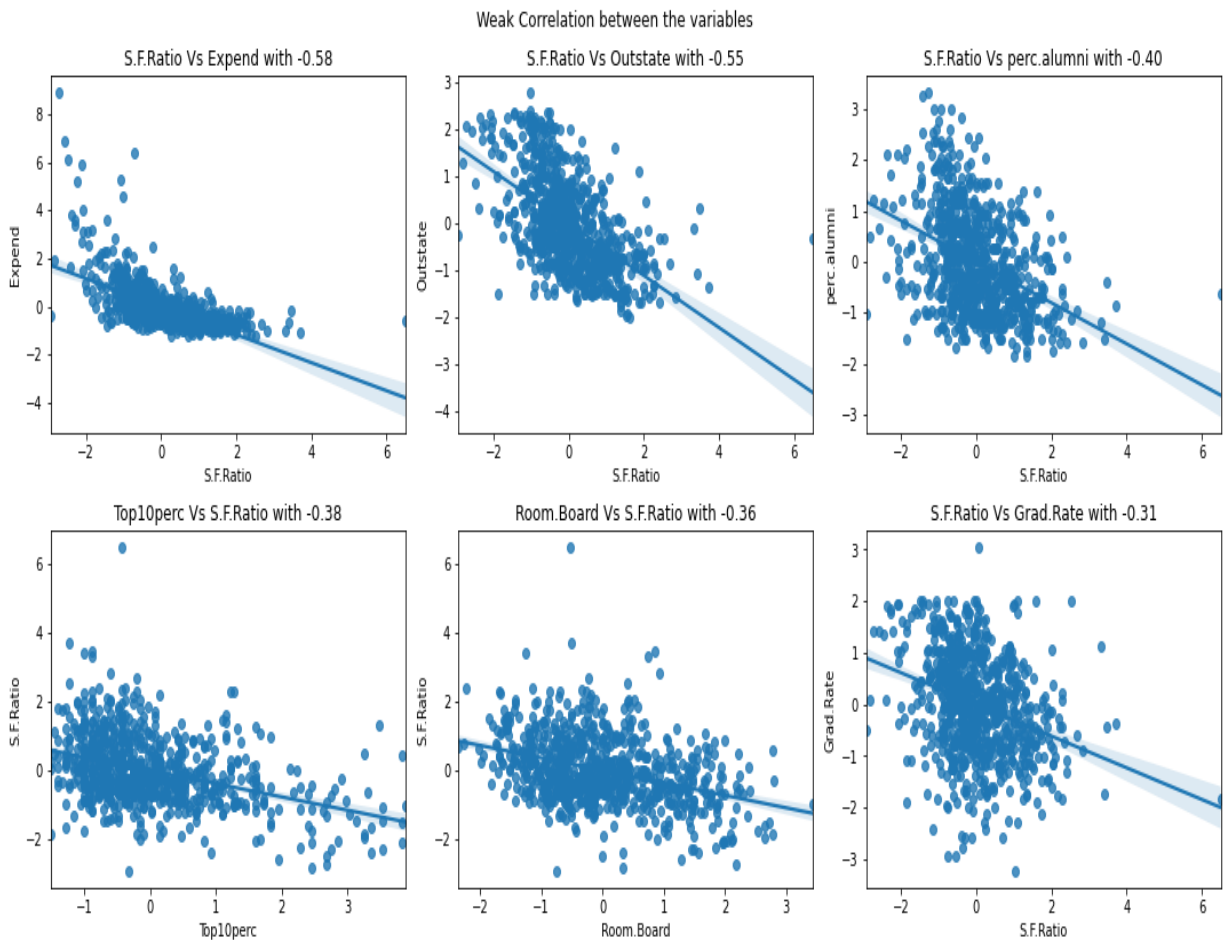 Weak Correlation between the variables
S.F.Ratio Vs Expend with -0.58
8
6
4
2
0
−2
−4
Expend
−2 0 2 4 6
S.F.Ratio
S.F.Ratio Vs Outstate with -0.55
3
2
1
0
−1
−2
−3
−4
Outstate
−2 0 2 4 6
S.F.Ratio
S.F.Ratio Vs perc.alumni with -0.40
3
2
1
0
−1
−2
−3
perc.alumni
−2 0 2 4 6
S.F.Ratio
Top10perc Vs S.F.Ratio with -0.38
6
4
2
0
−2
S.F.Ratio
−1 0 1 2 3
Top10perc
Room.Board Vs S.F.Ratio with -0.36
6
4
2
0
−2
S.F.Ratio
−2 −1 0 1 2 3
Room.Board
S.F.Ratio Vs Grad.Rate with -0.31
3
2
1
0
−1
−2
−3
Grad.Rate
−2 0 2 4 6
S.F.Ratio